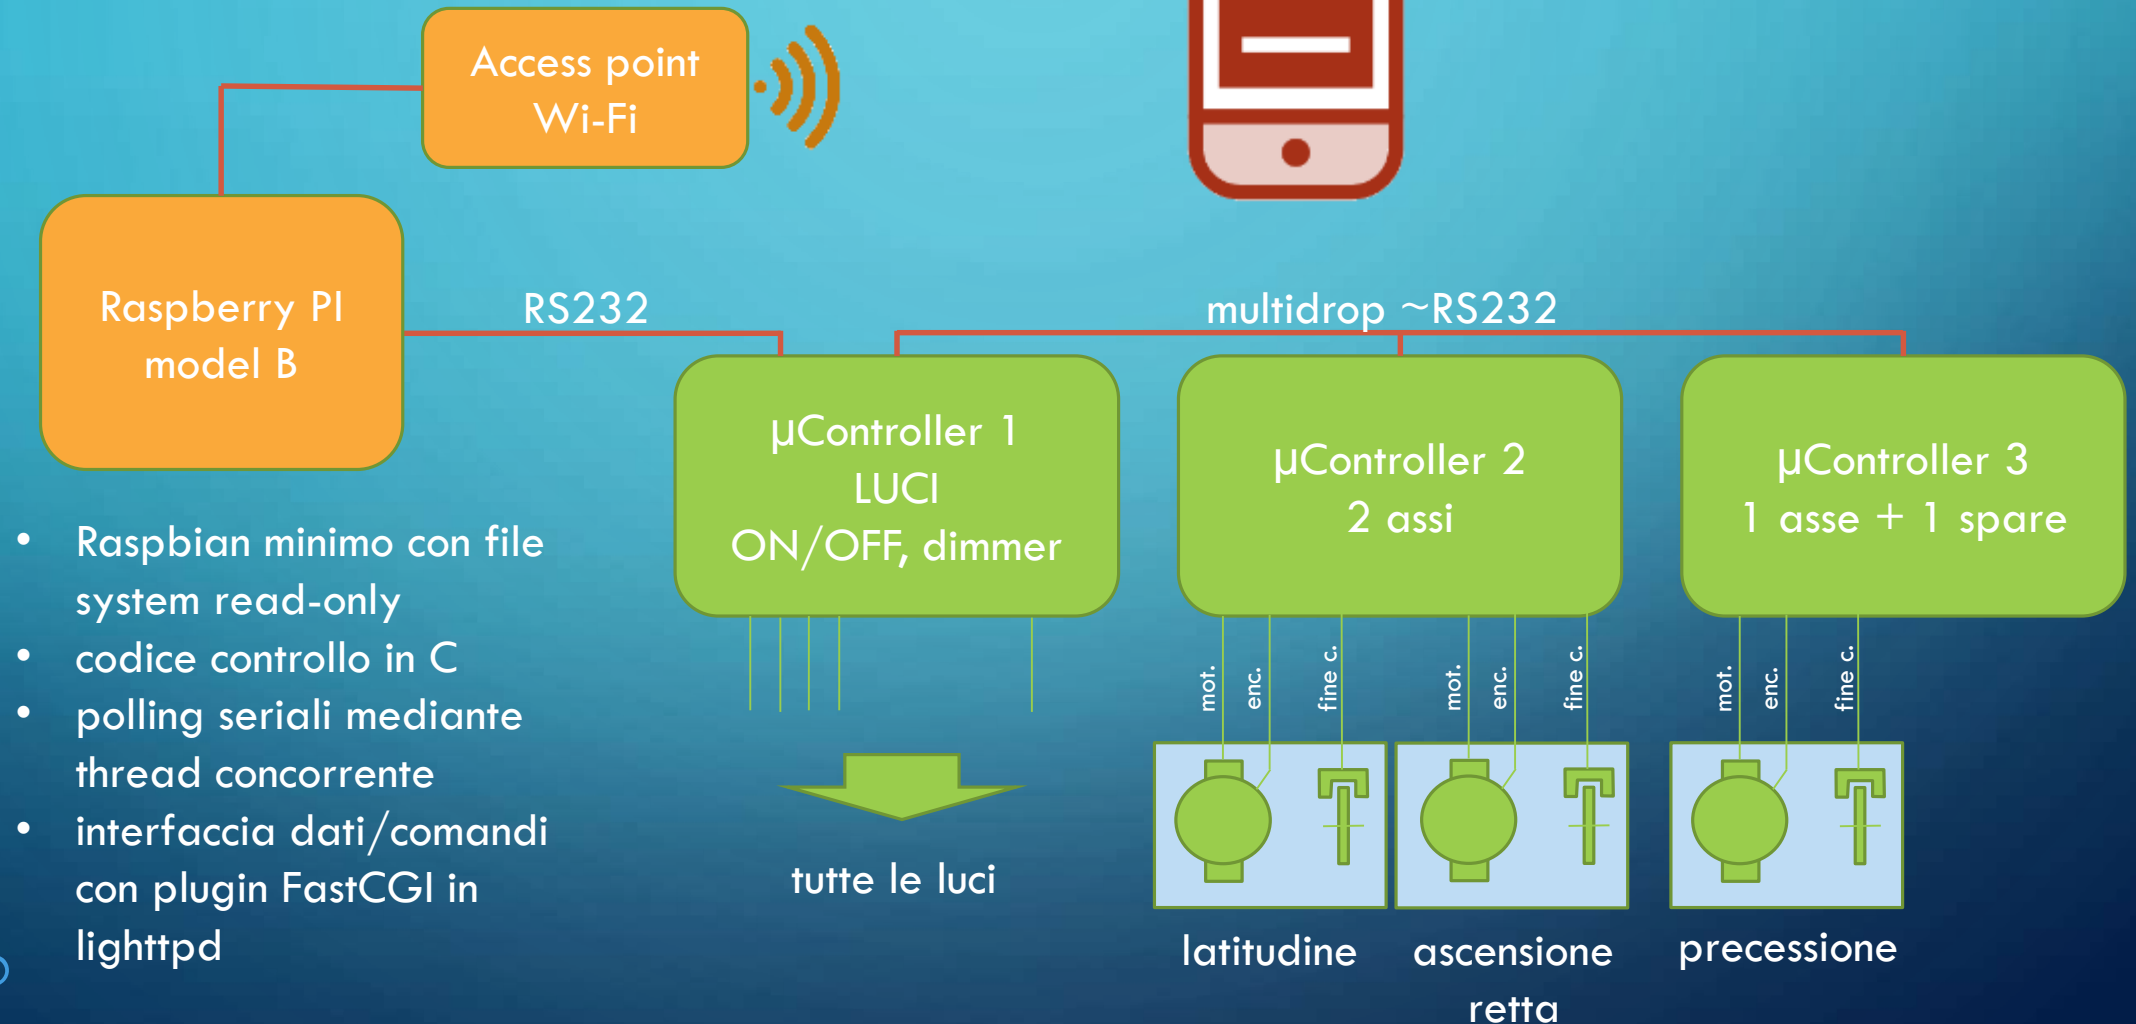 Access point
Wi-Fi
Raspberry PI
model B
RS232
multidrop ~RS232
µController 1
LUCI
ON/OFF, dimmer
µController 2
2 assi
µController 3
1 asse + 1 spare
• Raspbian minimo con file
system read-only
• codice controllo in C
• polling seriali mediante
thread concorrente
• interfaccia dati/comandi
con plugin FastCGI in
lighttpd
tutte le luci
mot.
enc.
fine c.
mot.
enc.
fine c.
mot.
enc.
fine c.
latitudine
ascensione
retta
precessione